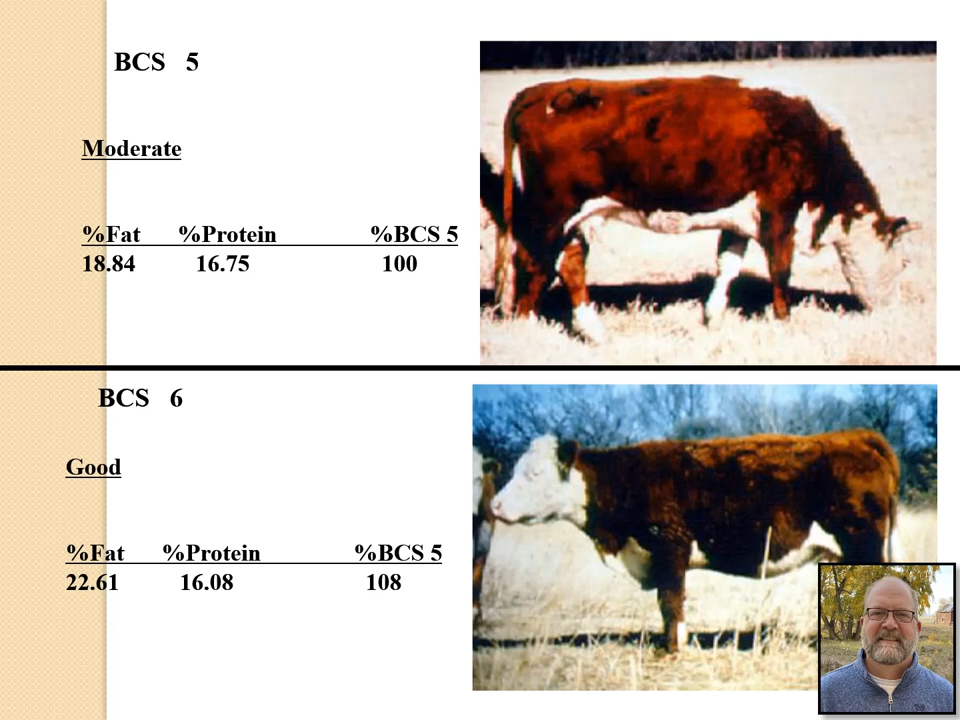 BCS 5
Moderate
%Fat %Protein %BCS 5
18.84 16.75 100
BCS 6
Good
%Fat %Protein %BCS 5
22.61 16.08 108